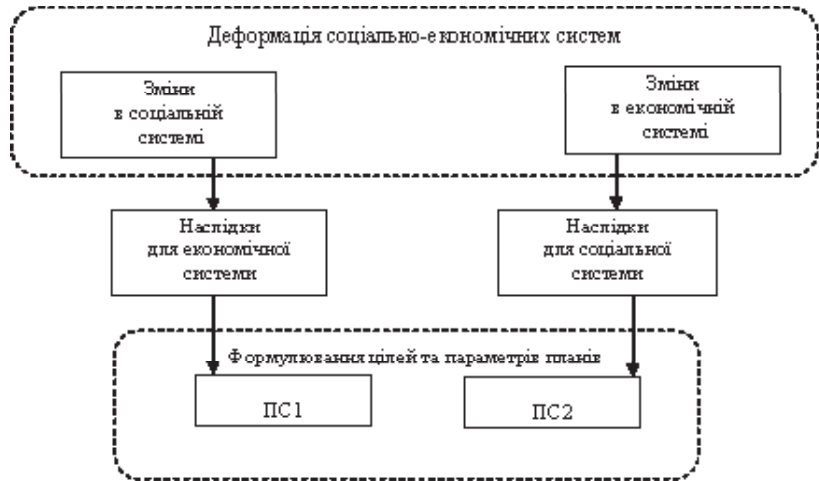 Деформація соціально-економічних систем
Зміни
в соціальній
системі
Зміни
в економічній
системі
Наслідки
для економічної
системи
Наслідки
для соціальної
системи
Формулювання цілей та параметрів планів
ПС1
ПС2